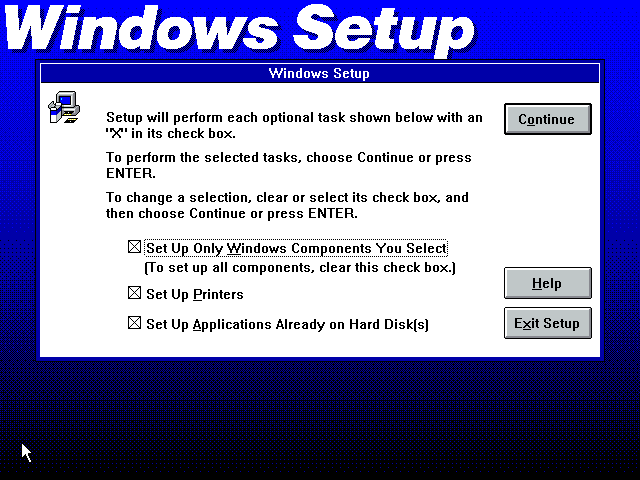 Windows Setup
Windows Setup
Setup will perform each optional task shown below with an
"X" in its check box.
To perform the selected tasks, choose Continue or press
ENTER.
To change a selection, clear or select its check box, and
then choose Continue or press ENTER.
Set Up Only Windows Components You Select
(To set up all components, clear this check box.)
Set Up Printers
Set Up Applications Already on Hard Disk(s)
Continue
Help
Exit Setup